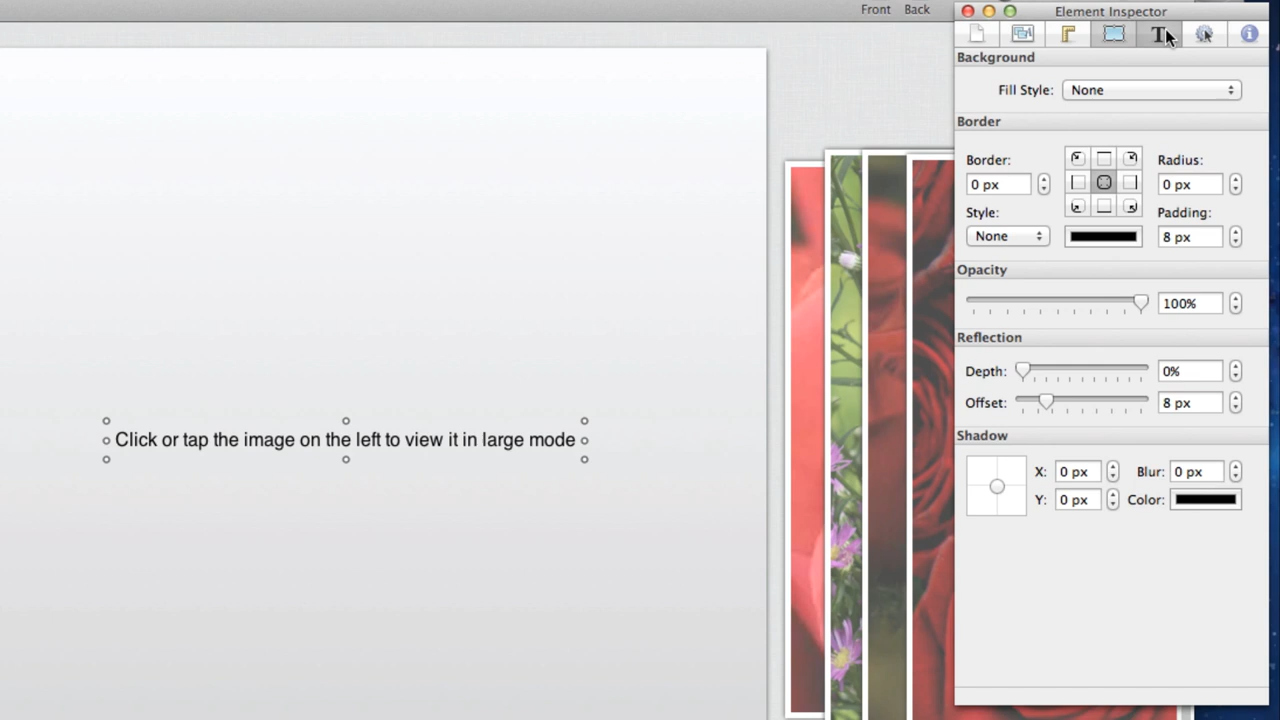 Front Back
Element Inspector
T
Background
Fill Style: None
Border
Border: Radius:
0 px 0 px
Style: Padding:
None 8 px
Opacity
100%
Reflection
Depth: 0%
Offset: 8 px
Shadow
X: 0 px Blur: 0 px
Y: 0 px Color:
Click or tap the image on the left to view it in large mode